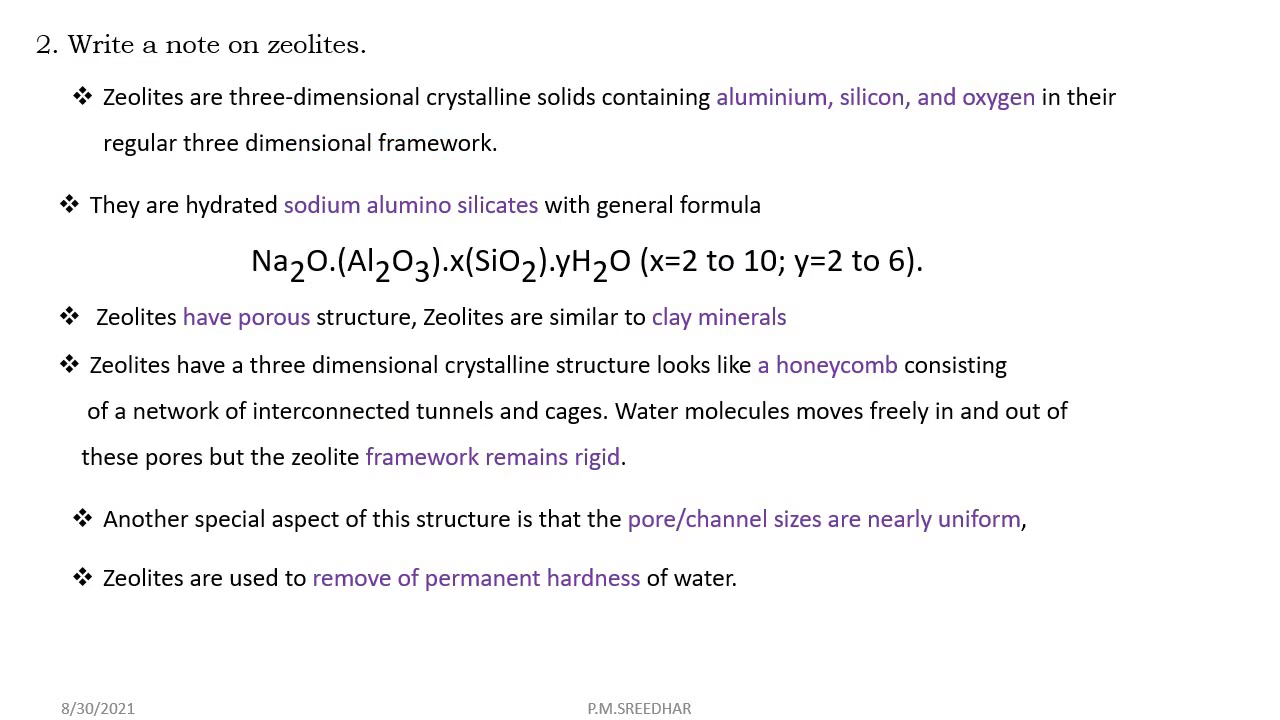 2. Write a note on zeolites.
❖ Zeolites are three-dimensional crystalline solids containing aluminium, silicon, and oxygen in their
regular three dimensional framework.
❖ They are hydrated sodium alumino silicates with general formula
Na2O.(Al2O3).x(SiO2).yH2O (x=2 to 10; y=2 to 6).
❖ Zeolites have porous structure, Zeolites are similar to clay minerals
❖ Zeolites have a three dimensional crystalline structure looks like a honeycomb consisting
of a network of interconnected tunnels and cages. Water molecules moves freely in and out of
these pores but the zeolite framework remains rigid.
❖ Another special aspect of this structure is that the pore/channel sizes are nearly uniform,
❖ Zeolites are used to remove of permanent hardness of water.
8/30/2021 P.M.SREEDHAR